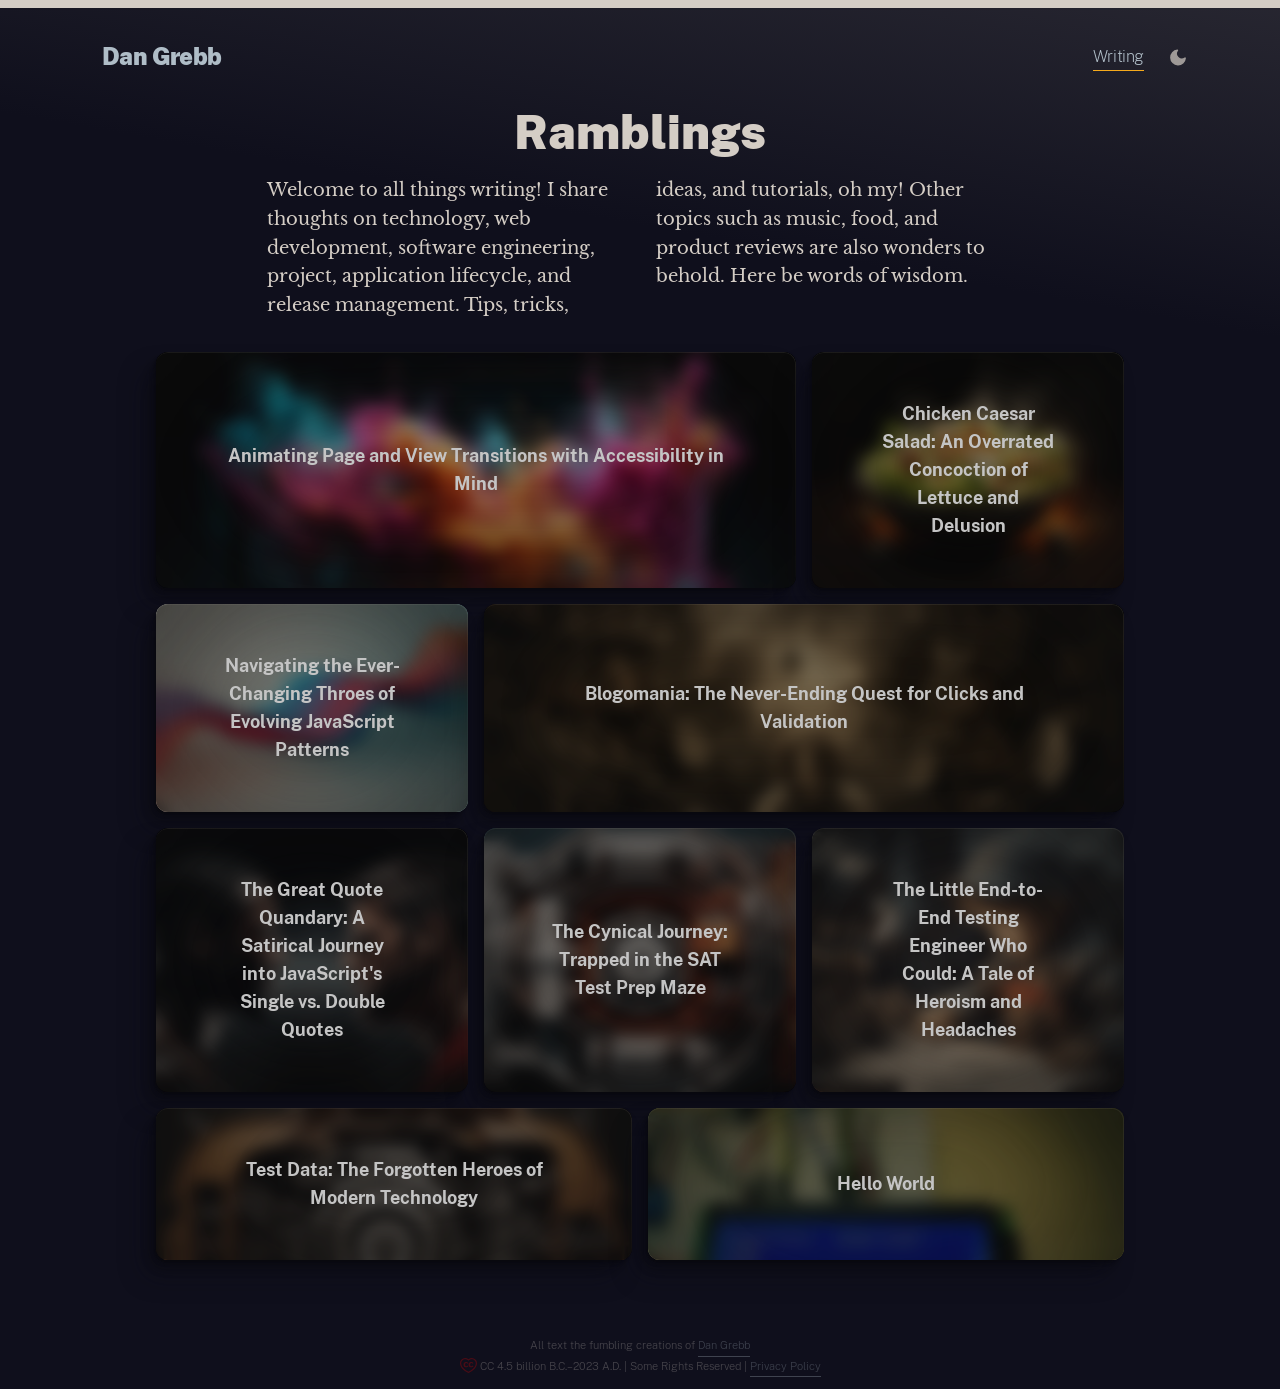 Dan Grebb
Writing
Ramblings
Welcome to all things writing! I share
thoughts on technology, web
development, software engineering,
project, application lifecycle, and
release management. Tips, tricks,
ideas, and tutorials, oh my! Other
topics such as music, food, and
product reviews are also wonders to
behold. Here be words of wisdom.
Animating Page and View Transitions with Accessibility in
Mind
Chicken Caesar
Salad: An Overrated
Concoction of
Lettuce and
Delusion
Navigating the Ever-
Changing Throes of
Evolving JavaScript
Patterns
Blogomania: The Never-Ending Quest for Clicks and
Validation
The Great Quote
Quandary: A
Satirical Journey
into JavaScript's
Single vs. Double
Quotes
The Cynical Journey:
Trapped in the SAT
Test Prep Maze
The Little End-to-
End Testing
Engineer Who
Could: A Tale of
Heroism and
Headaches
Test Data: The Forgotten Heroes of
Modern Technology
Hello World
All text the fumbling creations of Dan Grebb
CC 4.5 billion B.C.–2023 A.D. | Some Rights Reserved | Privacy Policy